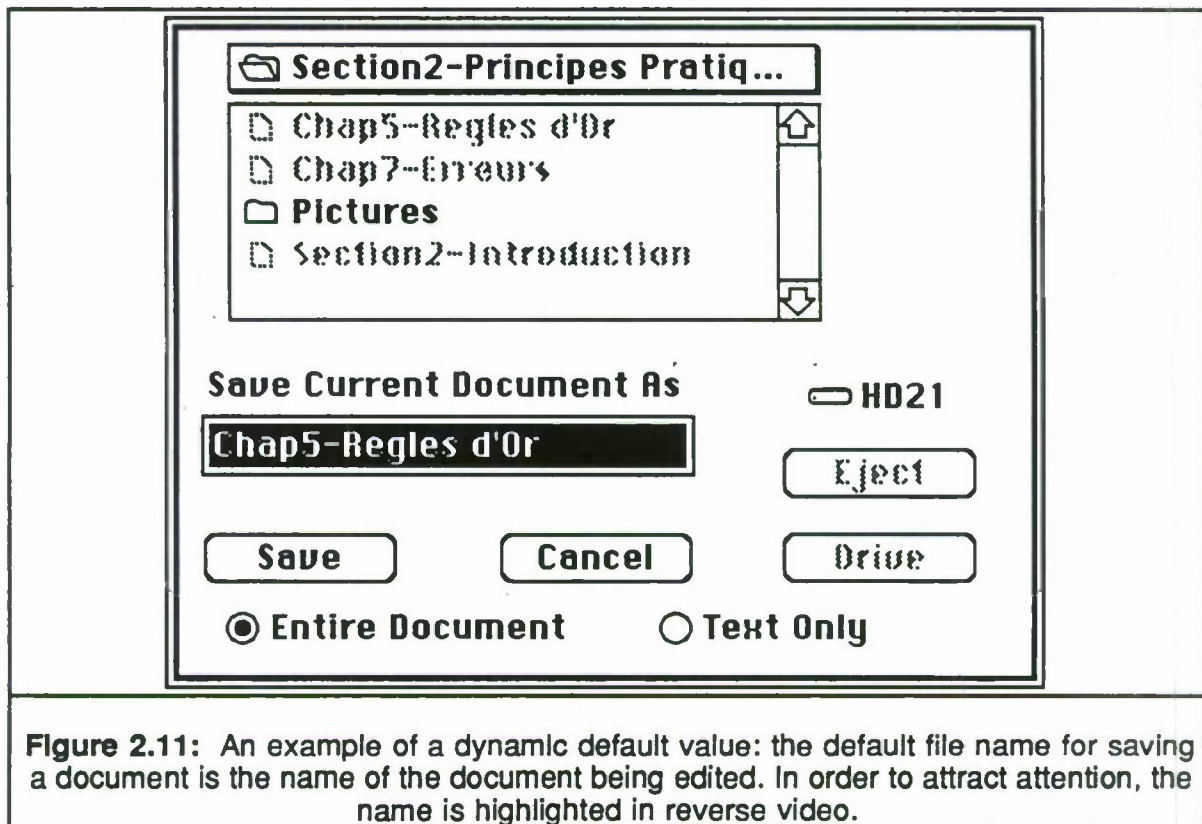 Section2-Principes Pratiq...
Chap5-Regles d'Or
Chap7-Erreurs
Pictures
Section2-Introduction
Save Current Document As
HD21
Chap5-Regles d'Or
Eject
Save
Cancel
Drive
Entire Document
Text Only
Figure 2.11: An example of a dynamic default value: the default file name for saving
a document is the name of the document being edited. In order to attract attention, the
name is highlighted in reverse video.